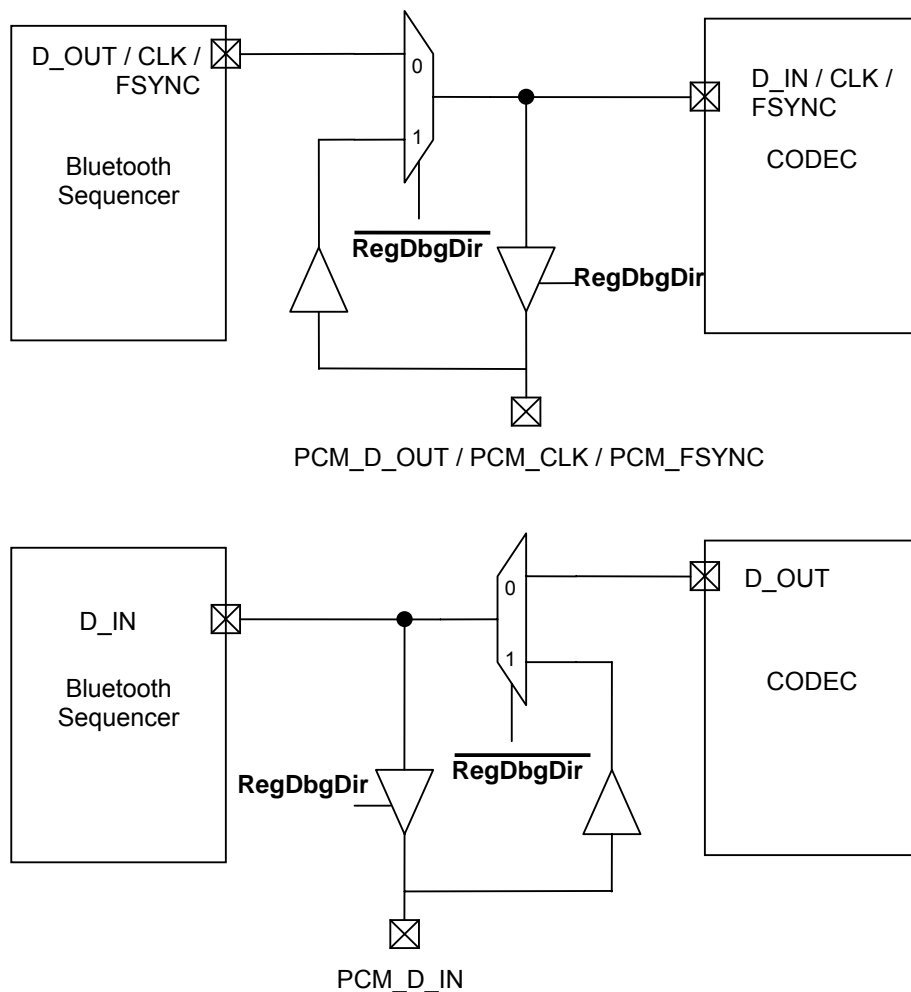 D_OUT / CLK /
FSYNC
Bluetooth
Sequencer
0
1
RegDbgDir
RegDbgDir
D_IN / CLK /
FSYNC
CODEC
PCM_D_OUT / PCM_CLK / PCM_FSYNC
D_IN
Bluetooth
Sequencer
0
1
RegDbgDir
RegDbgDir
D_OUT
CODEC
PCM_D_IN